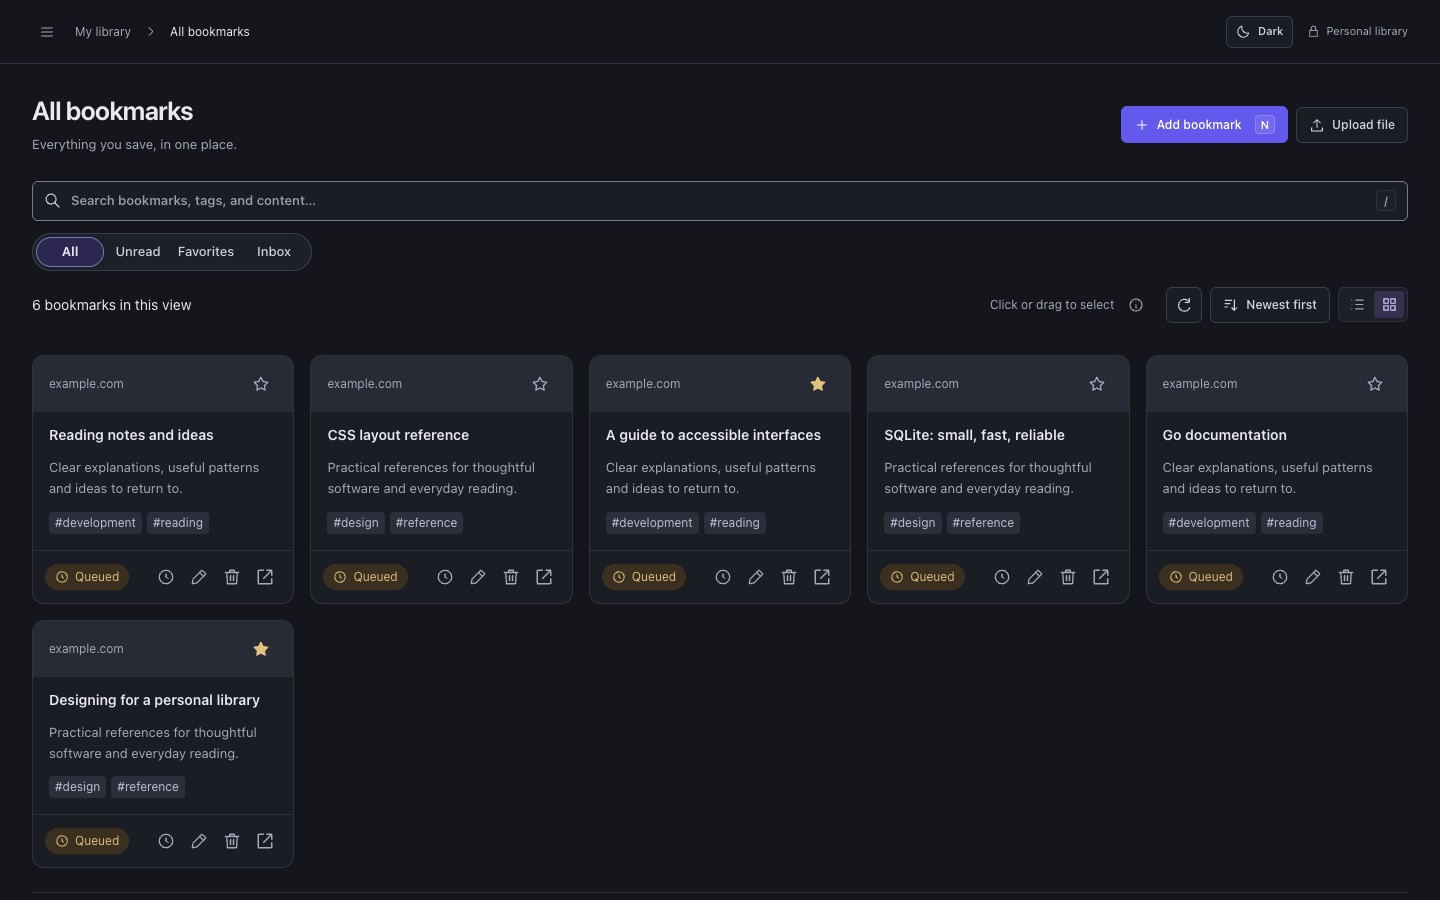 My library
All bookmarks
Dark
Personal library
All bookmarks
Everything you save, in one place.
Add bookmark N
Upload file
Search bookmarks, tags, and content...
/
All
Unread
Favorites
Inbox
6 bookmarks in this view
Click or drag to select
Newest first
example.com
Reading notes and ideas
Clear explanations, useful patterns
and ideas to return to.
#development #reading
Queued
example.com
CSS layout reference
Practical references for thoughtful
software and everyday reading.
#design #reference
Queued
example.com
A guide to accessible interfaces
Clear explanations, useful patterns
and ideas to return to.
#development #reading
Queued
example.com
SQLite: small, fast, reliable
Practical references for thoughtful
software and everyday reading.
#design #reference
Queued
example.com
Go documentation
Clear explanations, useful patterns
and ideas to return to.
#development #reading
Queued
example.com
Designing for a personal library
Practical references for thoughtful
software and everyday reading.
#design #reference
Queued